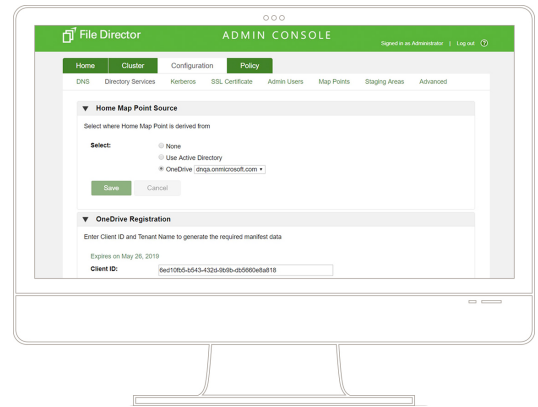 File Director
ADMIN CONSOLE
Signed in as Administrator | Log out ?
Home Cluster Configuration Policy
DNS Directory Services Kerberos SSL Certificate Admin Users Map Points Staging Areas Advanced
Home Map Point Source
Select where Home Map Point is derived from
Select:
None
Use Active Directory
OneDrive dnqa.onmicrosoft.com
Save Cancel
OneDrive Registration
Enter Client ID and Tenant Name to generate the required manifest data
Expires on May 26, 2019
Client ID: 6ed10fb5-b543-432d-9b9b-db5660e8a818